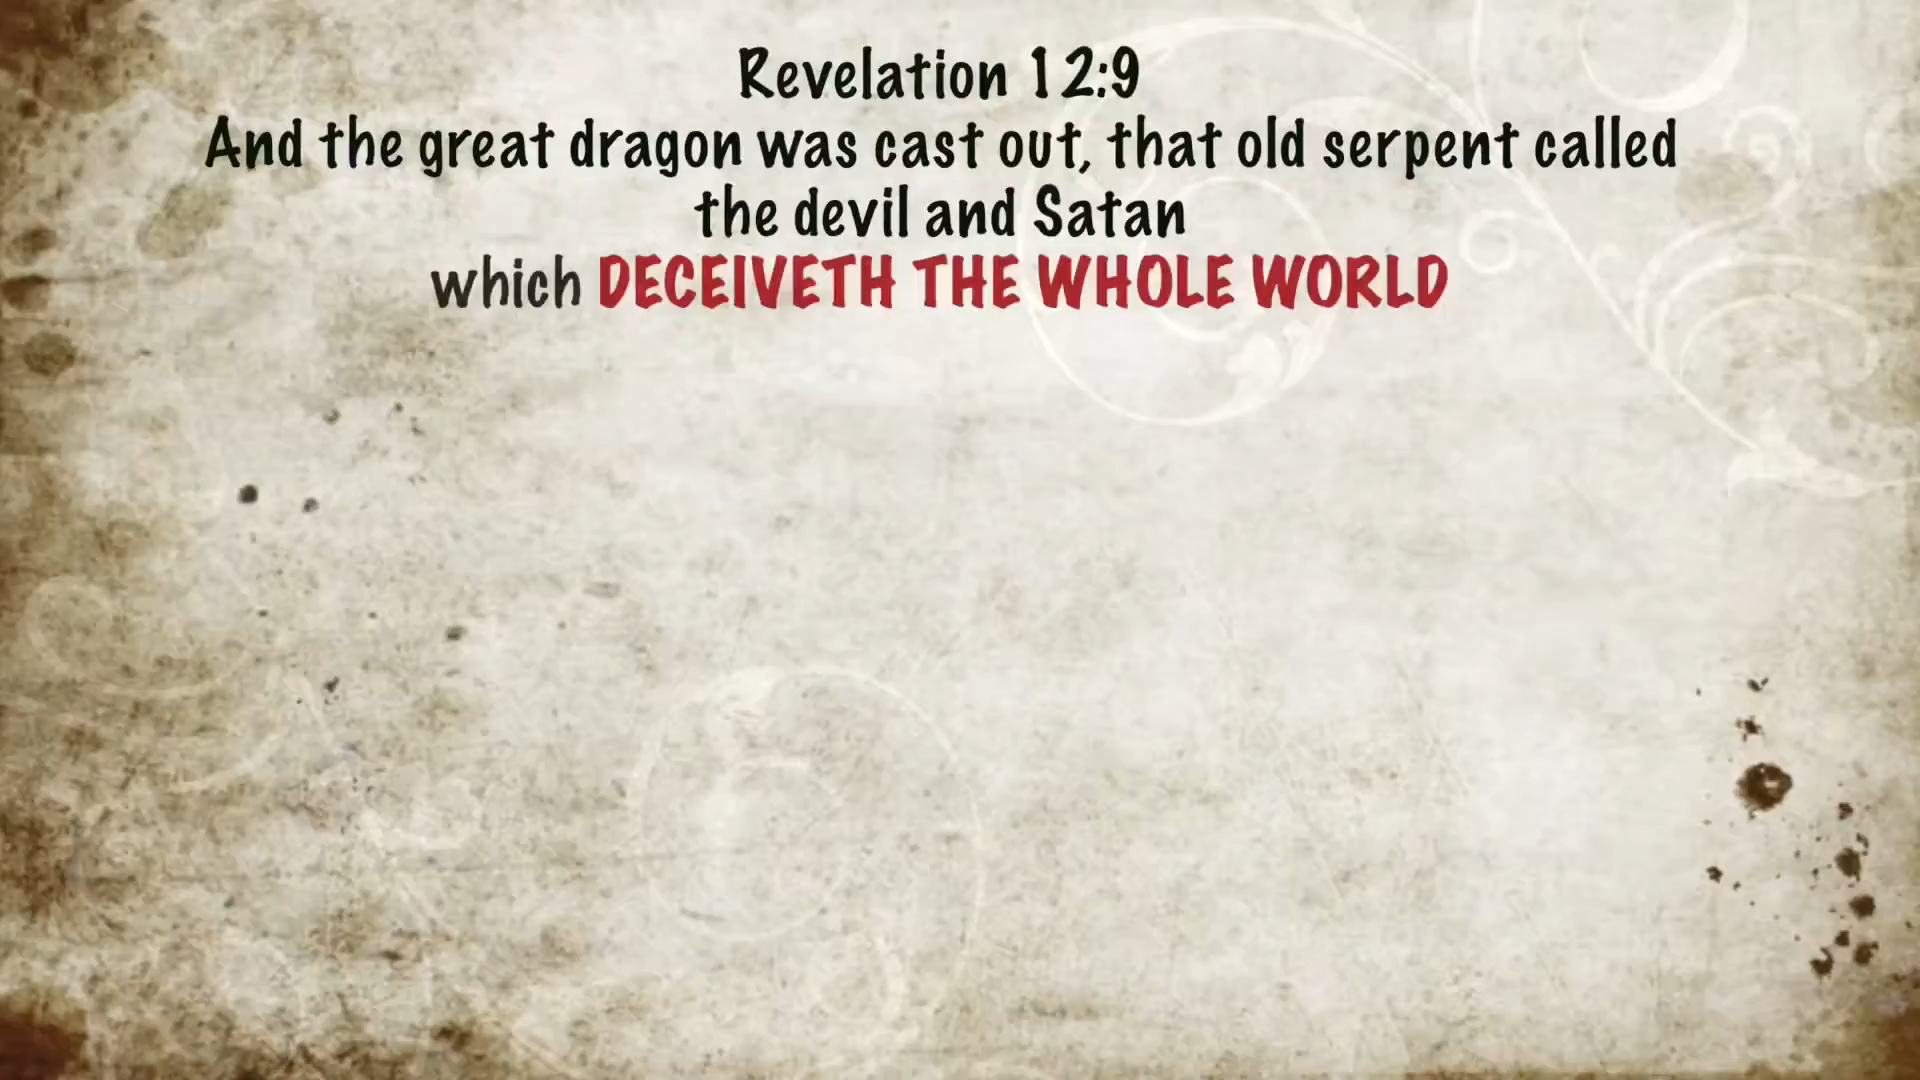 Revelation 12:9
And the great dragon was cast out, that old serpent called
the devil and Satan
which DECEIVETH THE WHOLE WORLD